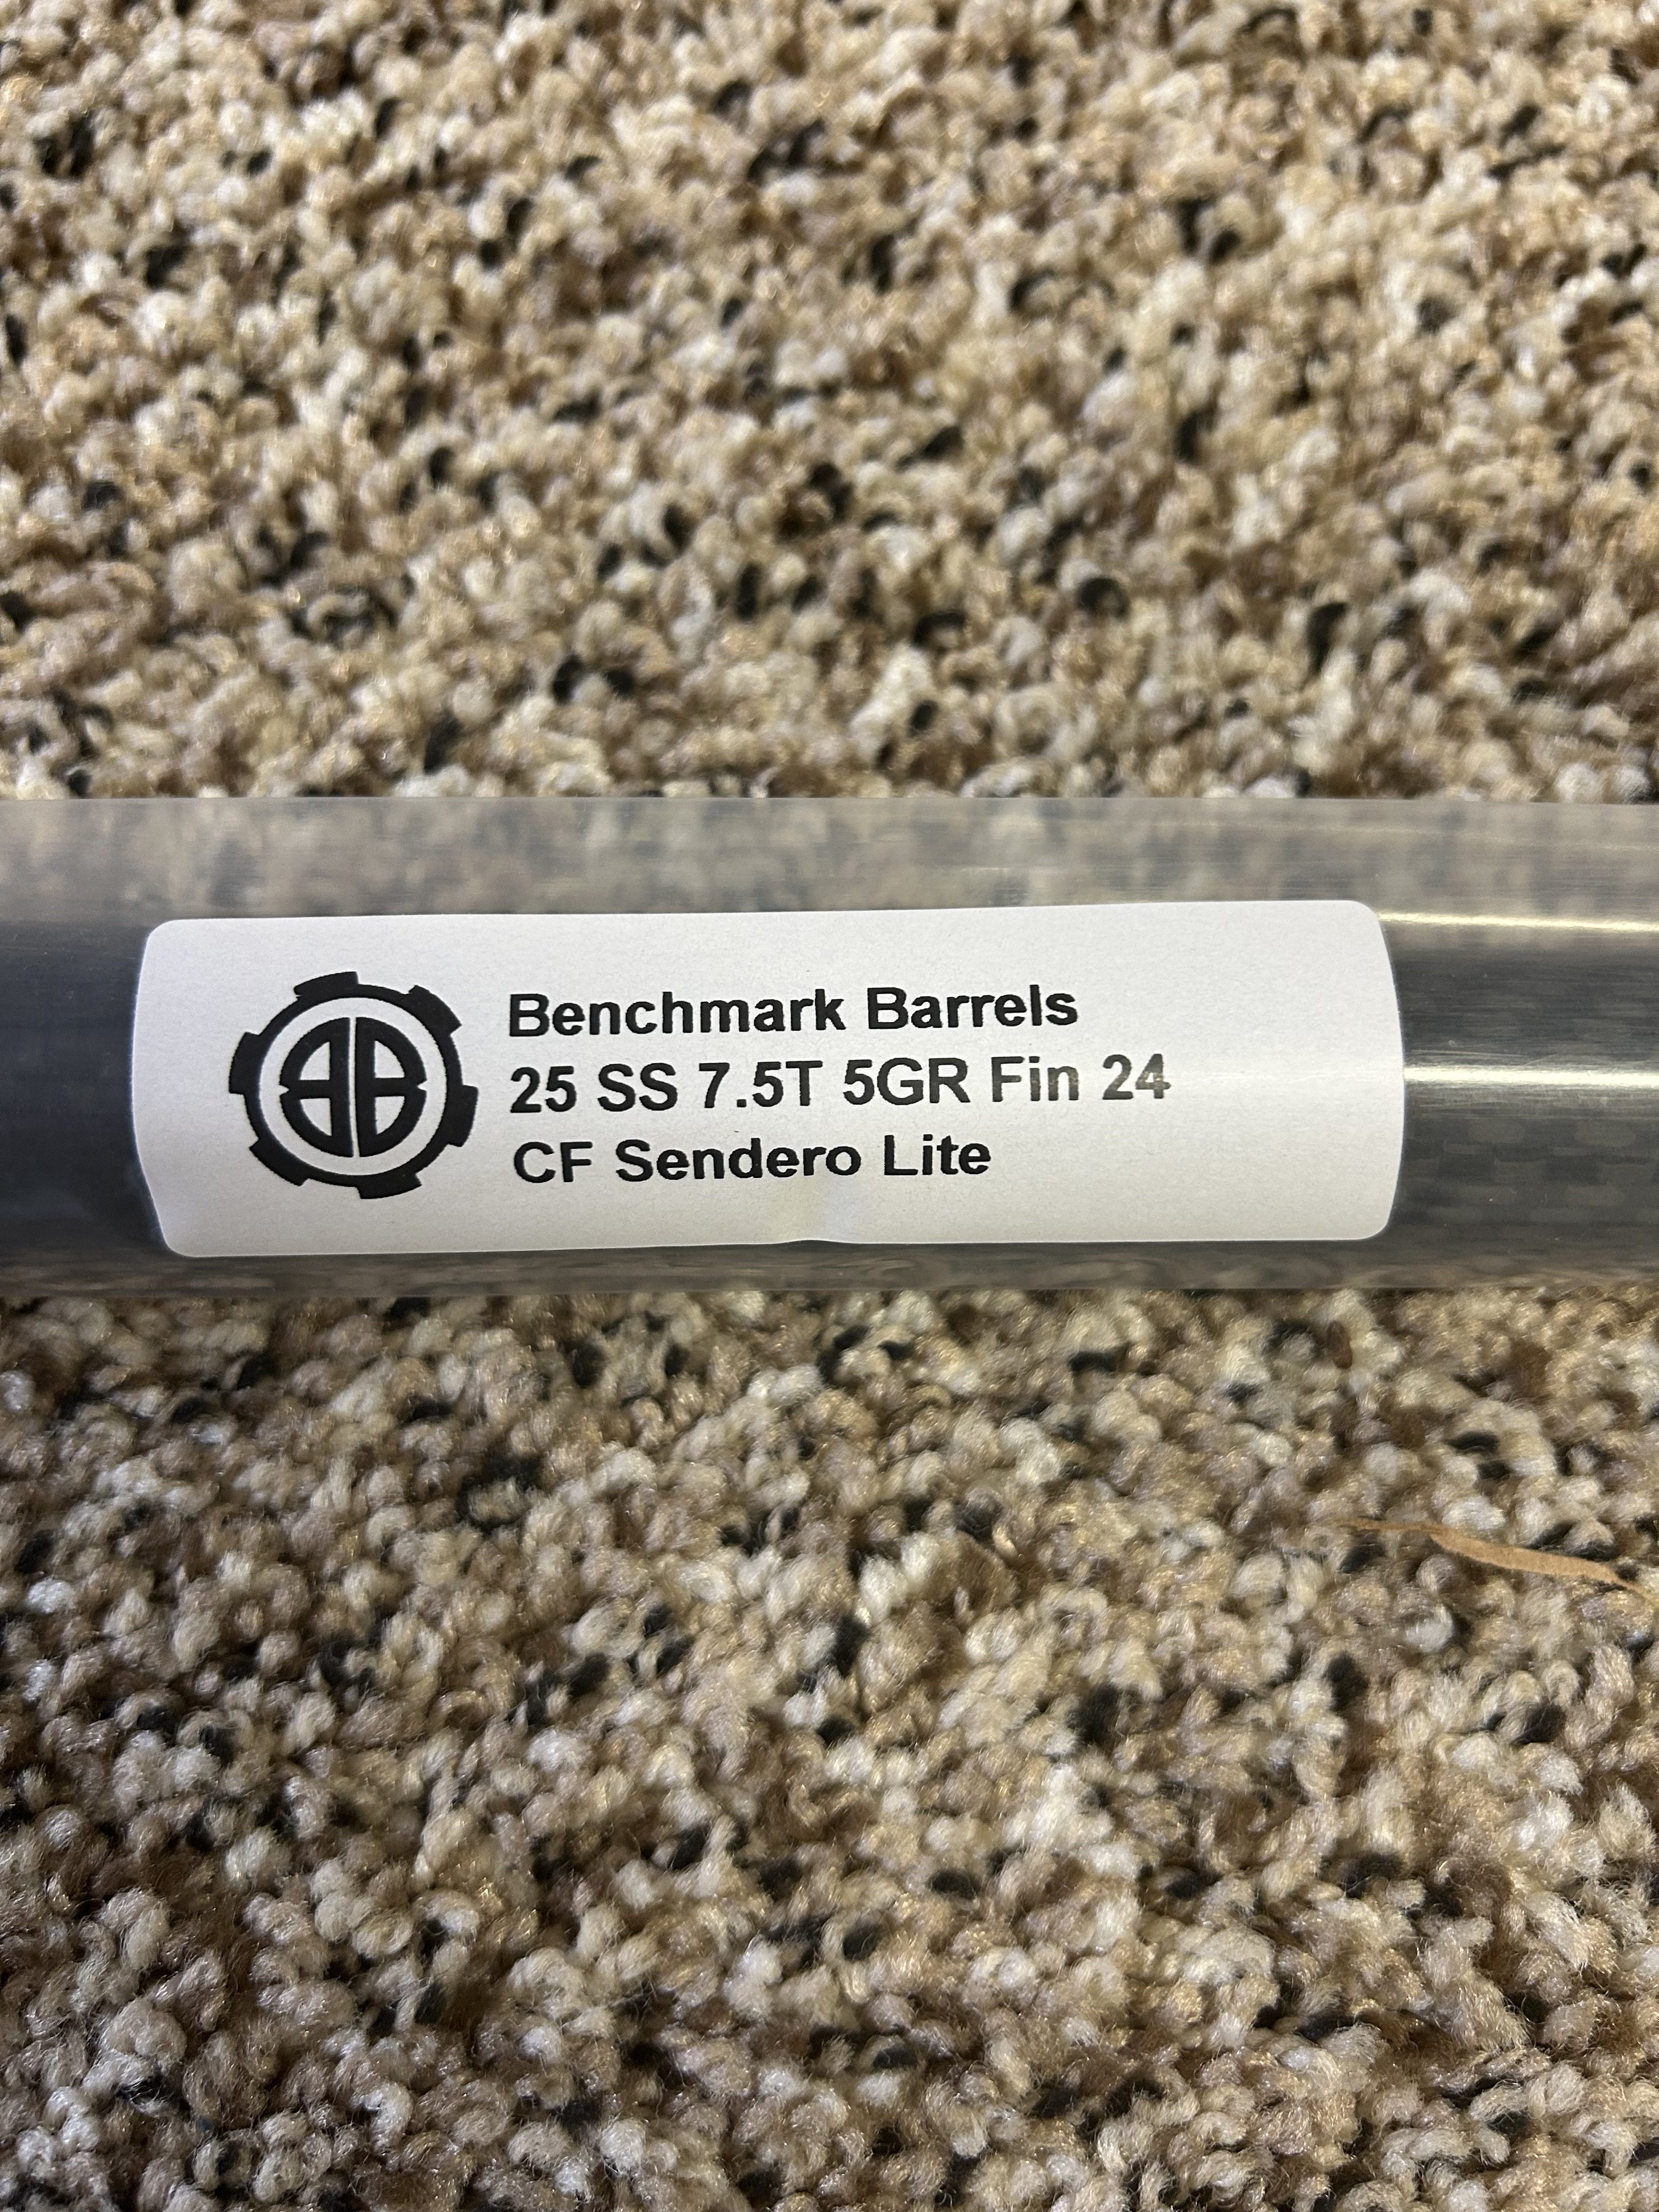 Benchmark Barrels
25 SS 7.5T 5GR Fin 24
CF Sendero Lite